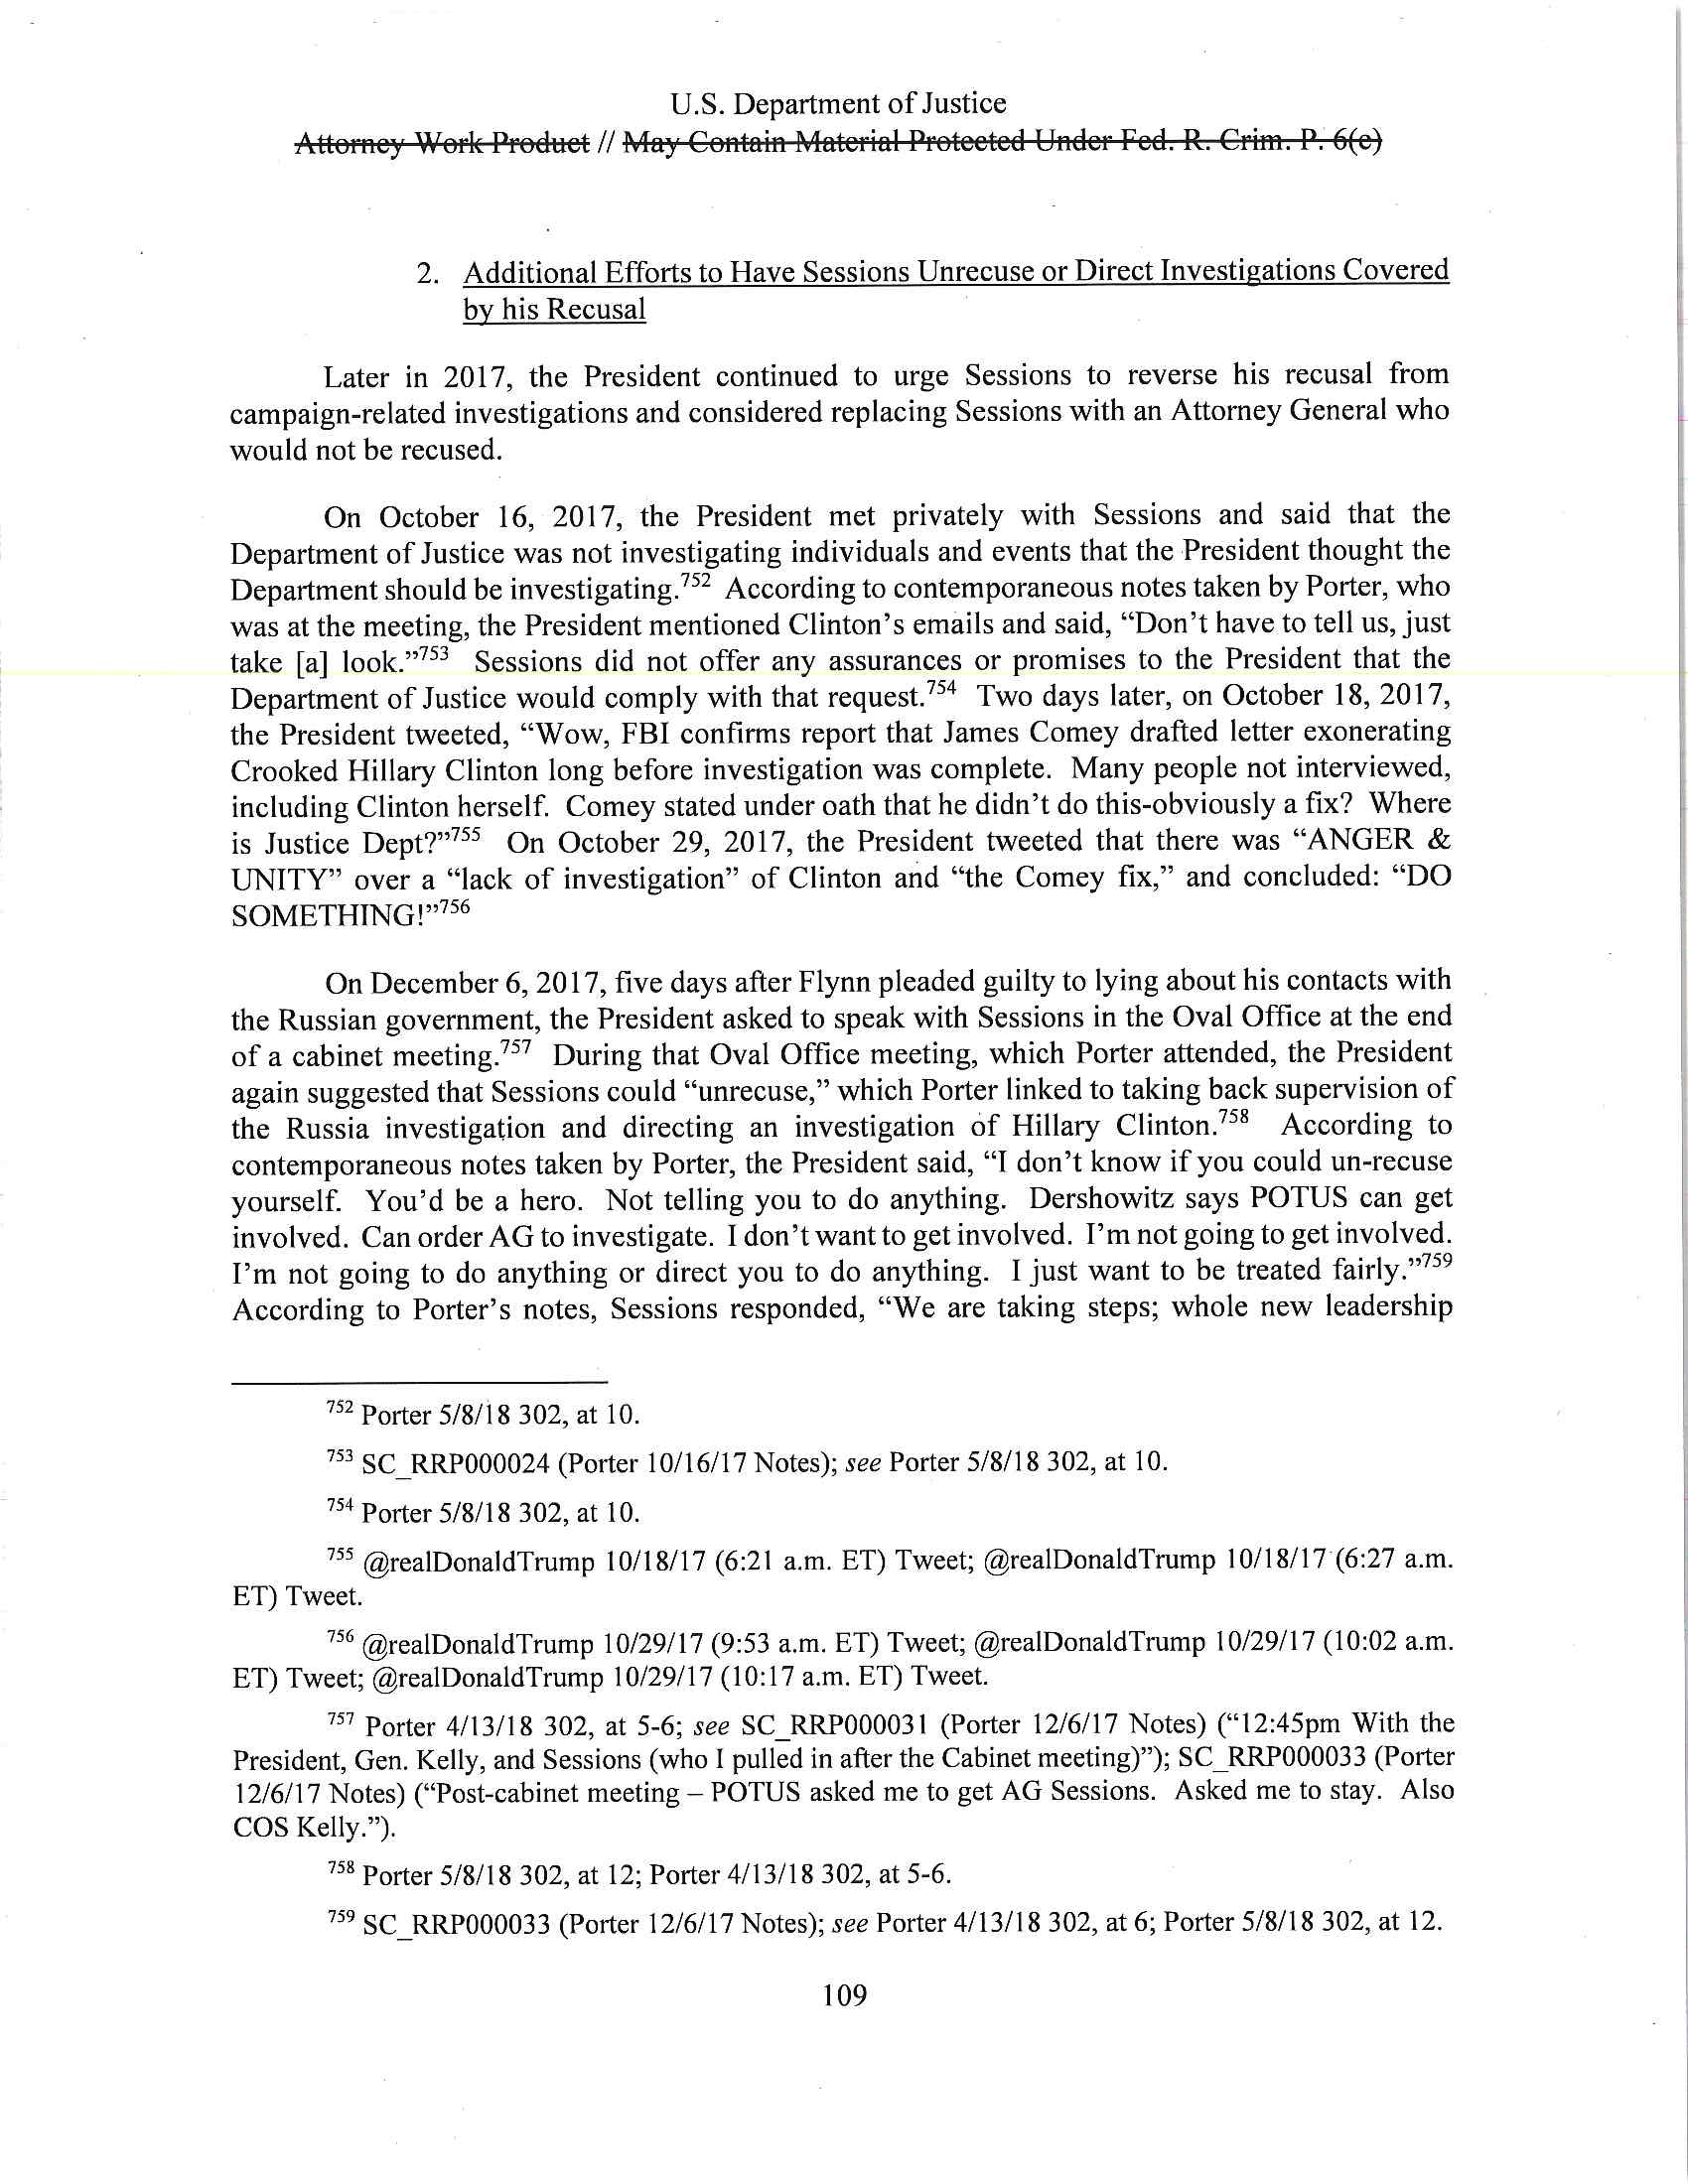 U.S. Department of Justice
Attorney Work Product // May Contain Material Protected Under Fed. R. Crim. P. 6(e)
2. Additional Efforts to Have Sessions Unrecuse or Direct Investigations Covered
by his Recusal
Later in 2017, the President continued to urge Sessions to reverse his recusal from
campaign-related investigations and considered replacing Sessions with an Attorney General who
would not be recused.
On October 16, 2017, the President met privately with Sessions and said that the
Department of Justice was not investigating individuals and events that the President thought the
Department should be investigating.752 According to contemporaneous notes taken by Porter, who
was at the meeting, the President mentioned Clinton's emails and said, “Don't have to tell us, just
take [a] look.”753 Sessions did not offer any assurances or promises to the President that the
Department of Justice would comply with that request.754 Two days later, on October 18, 2017,
the President tweeted, “Wow, FBI confirms report that James Comey drafted letter exonerating
Crooked Hillary Clinton long before investigation was complete. Many people not interviewed,
including Clinton herself. Comey stated under oath that he didn't do this-obviously a fix? Where
is Justice Dept?”755 On October 29, 2017, the President tweeted that there was “ANGER &
UNITY” over a “lack of investigation” of Clinton and “the Comey fix,” and concluded: “DO
SOMETHING!”756
On December 6, 2017, five days after Flynn pleaded guilty to lying about his contacts with
the Russian government, the President asked to speak with Sessions in the Oval Office at the end
of a cabinet meeting.757 During that Oval Office meeting, which Porter attended, the President
again suggested that Sessions could “unrecuse,” which Porter linked to taking back supervision of
the Russia investigation and directing an investigation of Hillary Clinton.758 According to
contemporaneous notes taken by Porter, the President said, “I don't know if you could un-recuse
yourself. You'd be a hero. Not telling you to do anything. Dershowitz says POTUS can get
involved. Can order AG to investigate. I don't want to get involved. I'm not going to get involved.
I'm not going to do anything or direct you to do anything. I just want to be treated fairly.”759
According to Porter's notes, Sessions responded, “We are taking steps; whole new leadership
752 Porter 5/8/18 302, at 10.
753 SC_RRP000024 (Porter 10/16/17 Notes); see Porter 5/8/18 302, at 10.
754 Porter 5/8/18 302, at 10.
755 @realDonaldTrump 10/18/17 (6:21 a.m. ET) Tweet; @realDonaldTrump 10/18/17 (6:27 a.m.
ET) Tweet.
756 @realDonaldTrump 10/29/17 (9:53 a.m. ET) Tweet; @realDonaldTrump 10/29/17 (10:02 a.m.
ET) Tweet; @realDonaldTrump 10/29/17 (10:17 a.m. ET) Tweet.
757 Porter 4/13/18 302, at 5-6; see SC_RRP000031 (Porter 12/6/17 Notes) (“12:45pm With the
President, Gen. Kelly, and Sessions (who I pulled in after the Cabinet meeting)”); SC_RRP000033 (Porter
12/6/17 Notes) (“Post-cabinet meeting – POTUS asked me to get AG Sessions. Asked me to stay. Also
COS Kelly.”).
758 Porter 5/8/18 302, at 12; Porter 4/13/18 302, at 5-6.
759 SC_RRP000033 (Porter 12/6/17 Notes); see Porter 4/13/18 302, at 6; Porter 5/8/18 302, at 12.
109